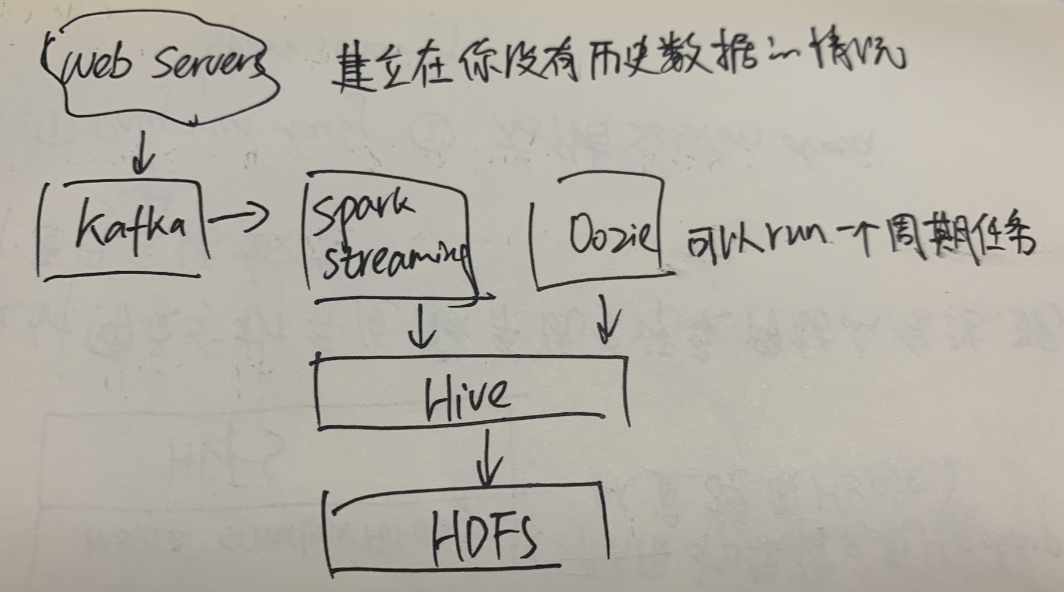 Web Servers
建立在你没有历史数据的情况
Kafka
Spark
streaming
Oozie
可以run一个周期任务
Hive
HDFS